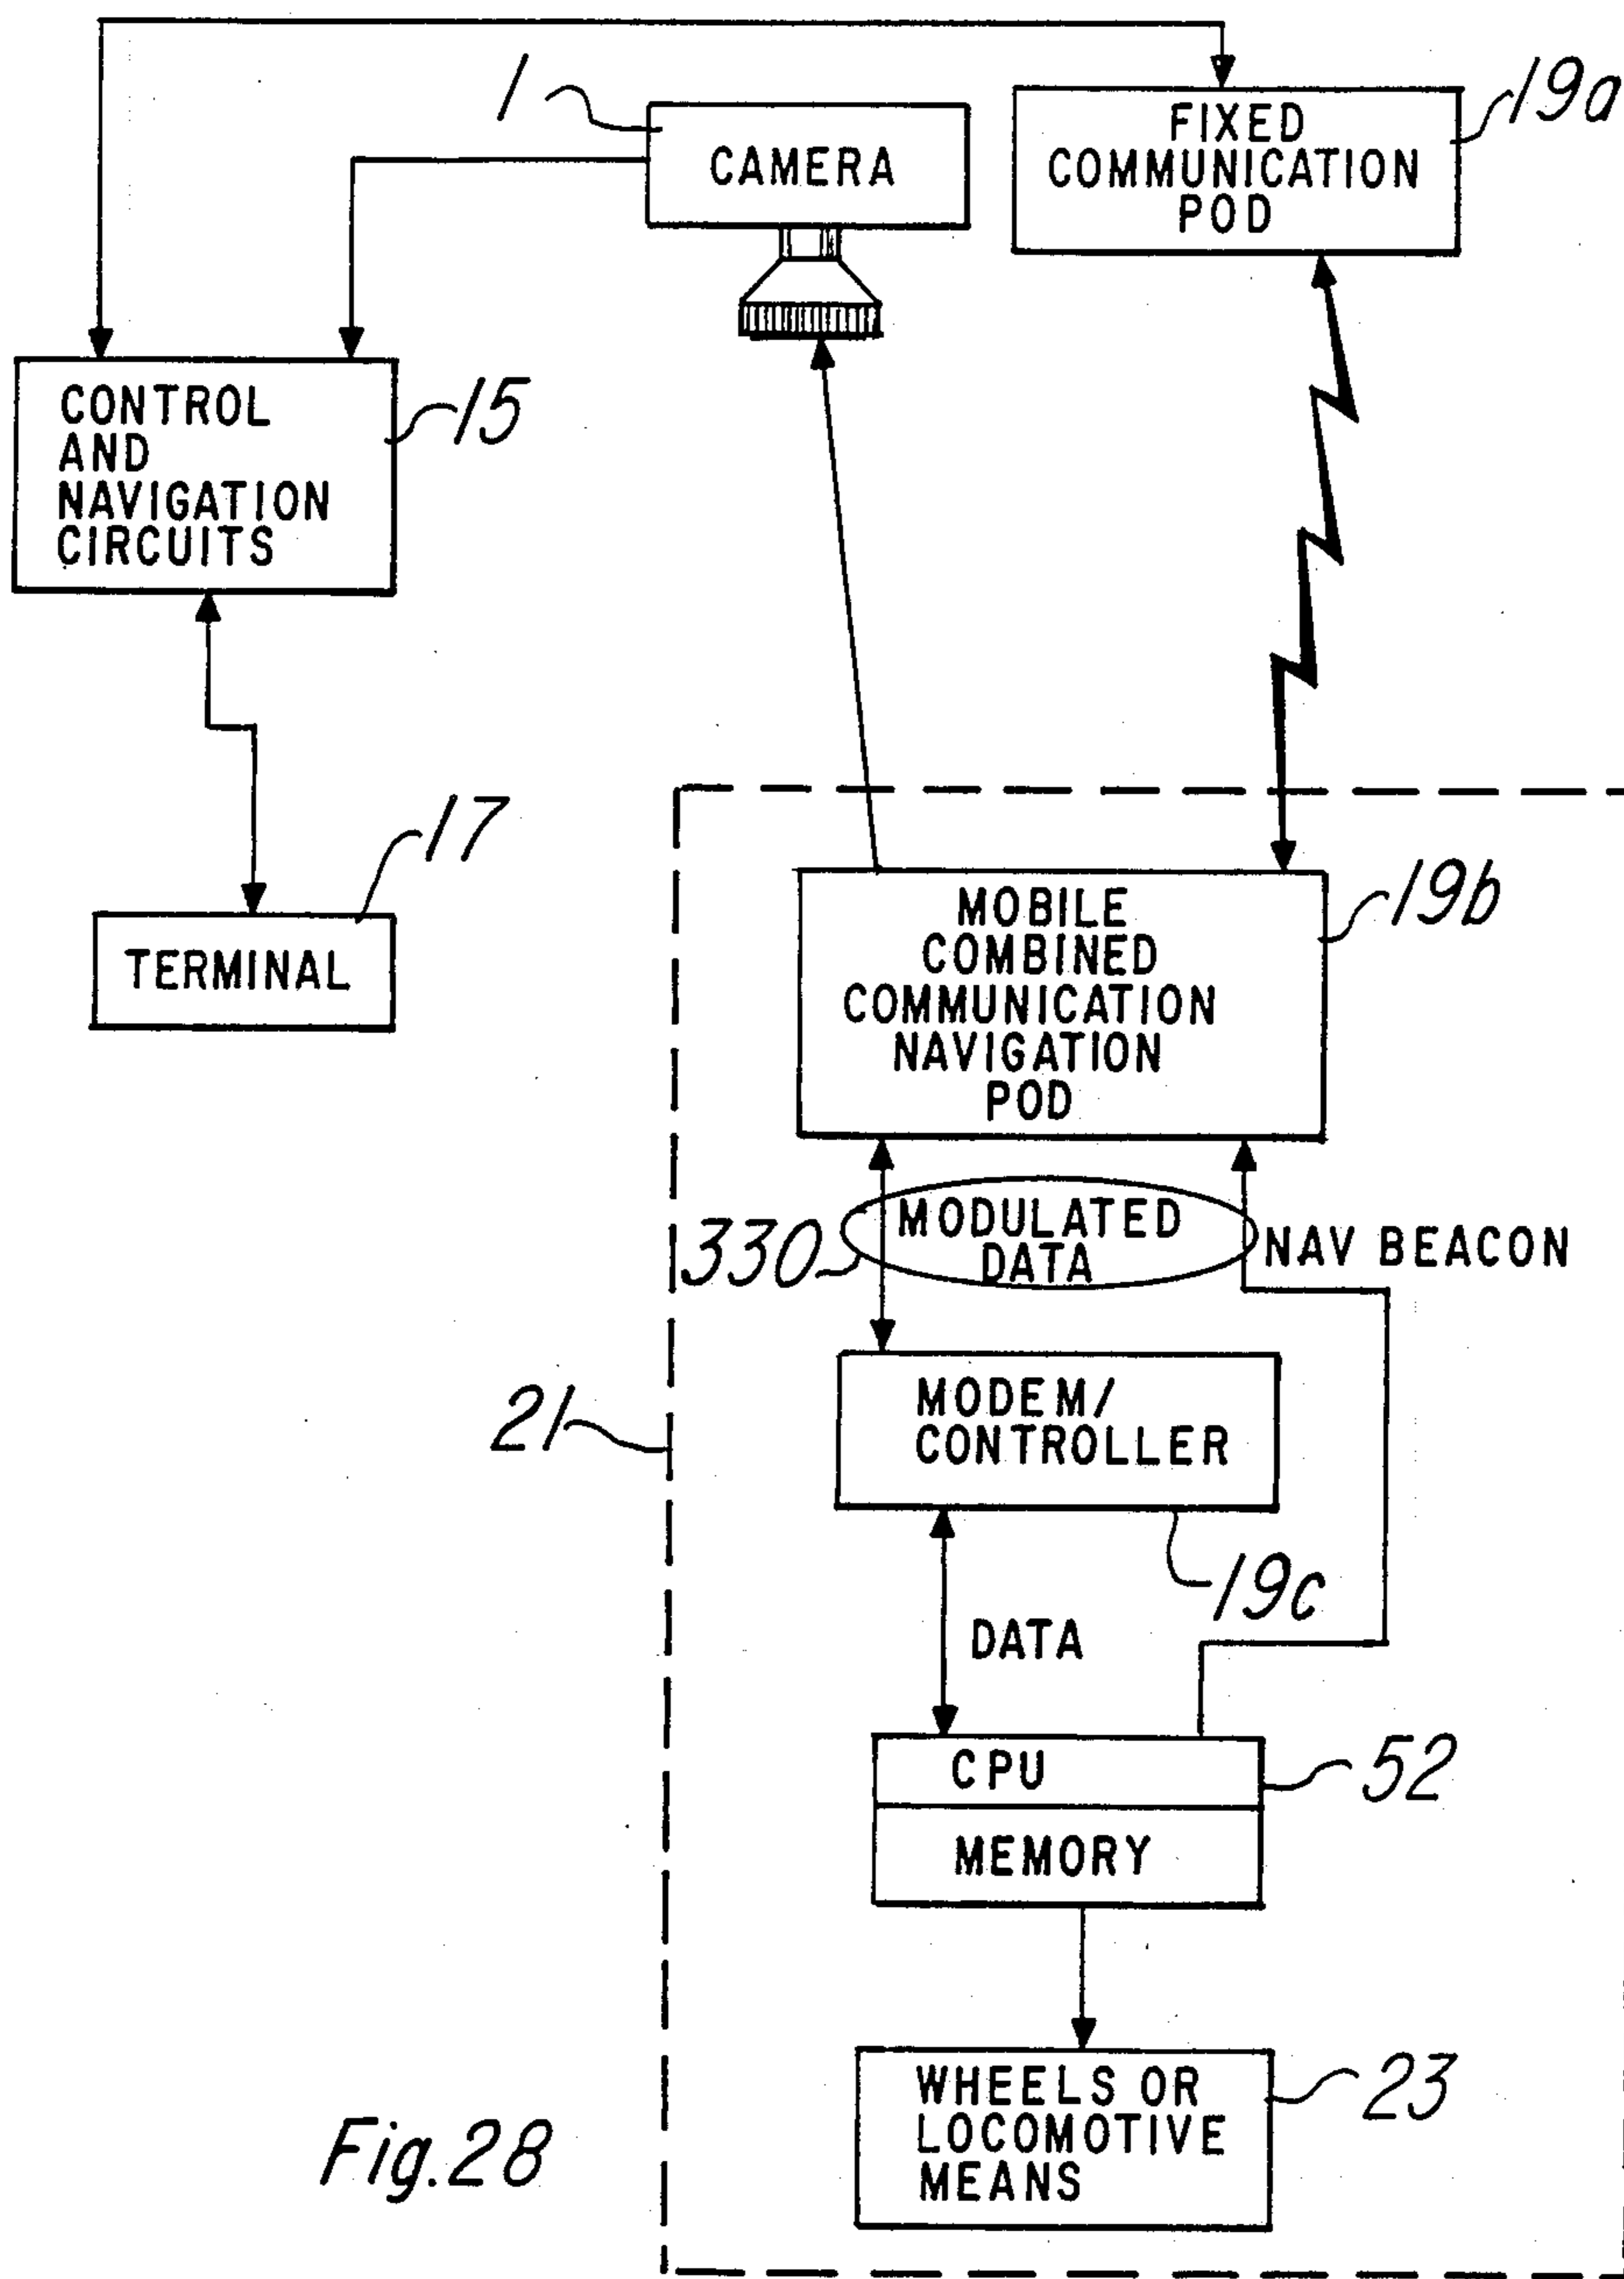 1
CAMERA
FIXED
COMMUNICATION
POD
19a
CONTROL
AND
NAVIGATION
CIRCUITS
15
17
TERMINAL
MOBILE
COMBINED
COMMUNICATION
NAVIGATION
POD
19b
330
MODULATED
DATA
NAV BEACON
21
MODEM/
CONTROLLER
19c
DATA
CPU
52
MEMORY
WHEELS OR
LOCOMOTIVE
MEANS
23
Fig. 28